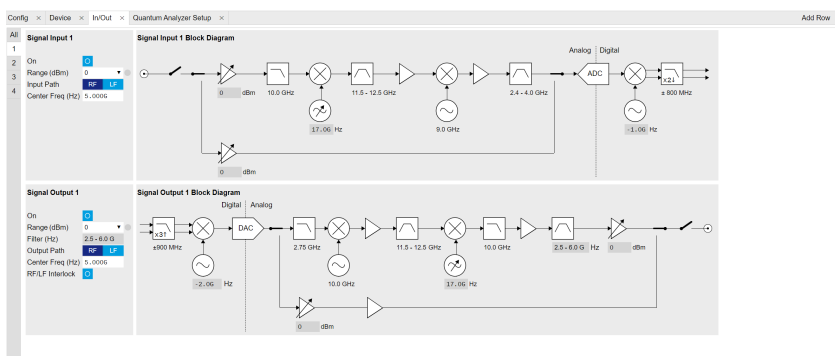 Config × Device × In/Out × Quantum Analyzer Setup × Add Row
All
1
2
3
4
Signal Input 1
On
Range (dBm) 0
Input Path RF LF
Center Freq (Hz) 5.000G
Signal Input 1 Block Diagram
Analog Digital
ADC
x2↓
0 dBm 10.0 GHz 11.5 - 12.5 GHz 2.4 - 4.0 GHz ± 800 MHz
17.0G Hz 9.0 GHz -1.0G Hz
0 dBm
Signal Output 1
On
Range (dBm) 0
Filter (Hz) 2.5 - 6.0 G
Output Path RF LF
Center Freq (Hz) 5.000G
RF/LF Interlock
Signal Output 1 Block Diagram
Digital Analog
x3↑ DAC
±900 MHz 2.75 GHz 11.5 - 12.5 GHz 10.0 GHz 2.5 - 6.0 G Hz 0 dBm
-2.0G Hz 10.0 GHz 17.0G Hz
0 dBm